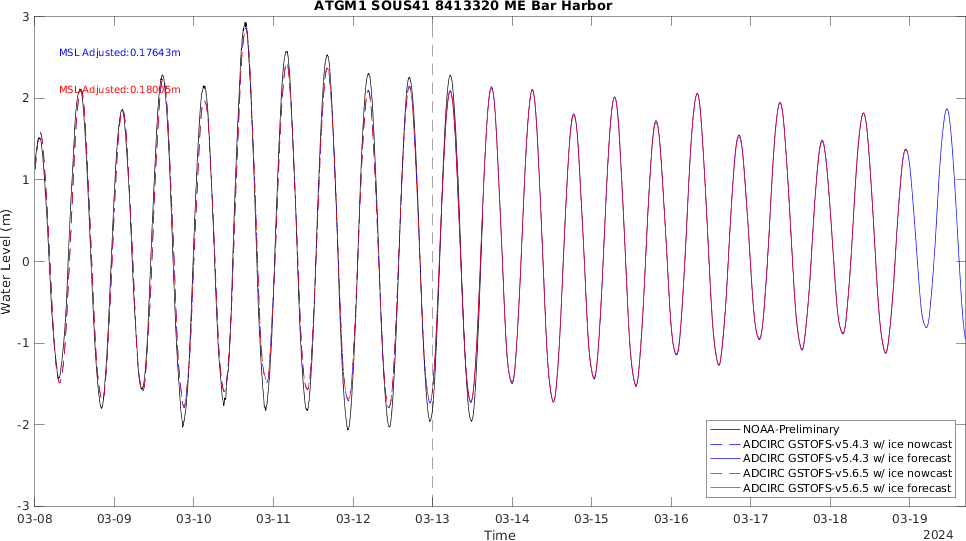 ATGM1 SOUS41 8413320 ME Bar Harbor
MSL Adjusted:0.17643m
MSL Adjusted:0.18005m
Water Level (m)
3
2
1
0
-1
-2
-3
NOAA-Preliminary
ADCIRC GSTOFS-v5.4.3 w/ ice nowcast
ADCIRC GSTOFS-v5.4.3 w/ ice forecast
ADCIRC GSTOFS-v5.6.5 w/ ice nowcast
ADCIRC GSTOFS-v5.6.5 w/ ice forecast
03-08 03-09 03-10 03-11 03-12 03-13 03-14 03-15 03-16 03-17 03-18 03-19
Time
2024